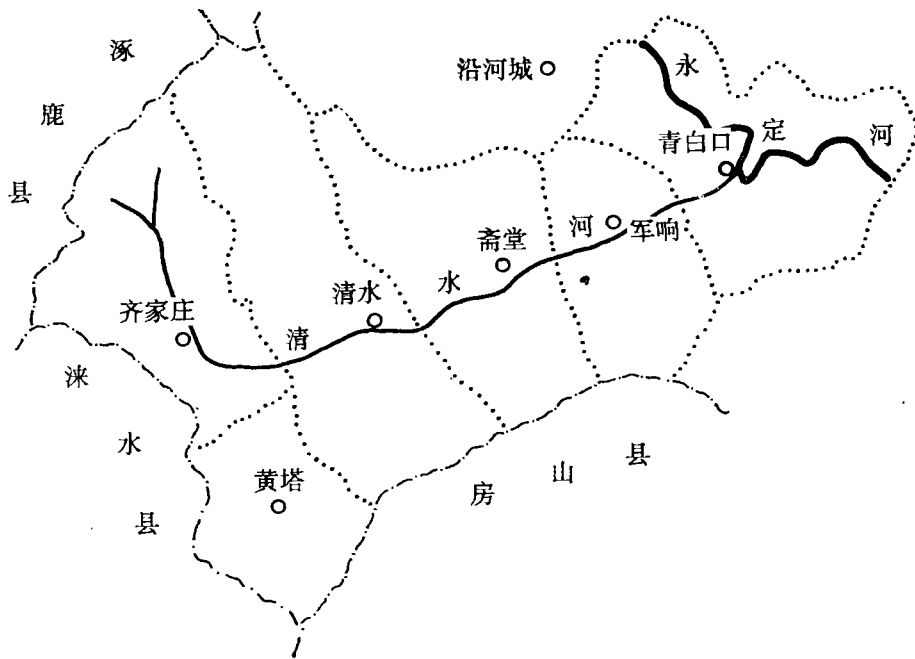 涿鹿县
沿河城
永定河
青白口
河
军响
斋堂
水
清水
清
齐家庄
涞水县
黄塔
房山县